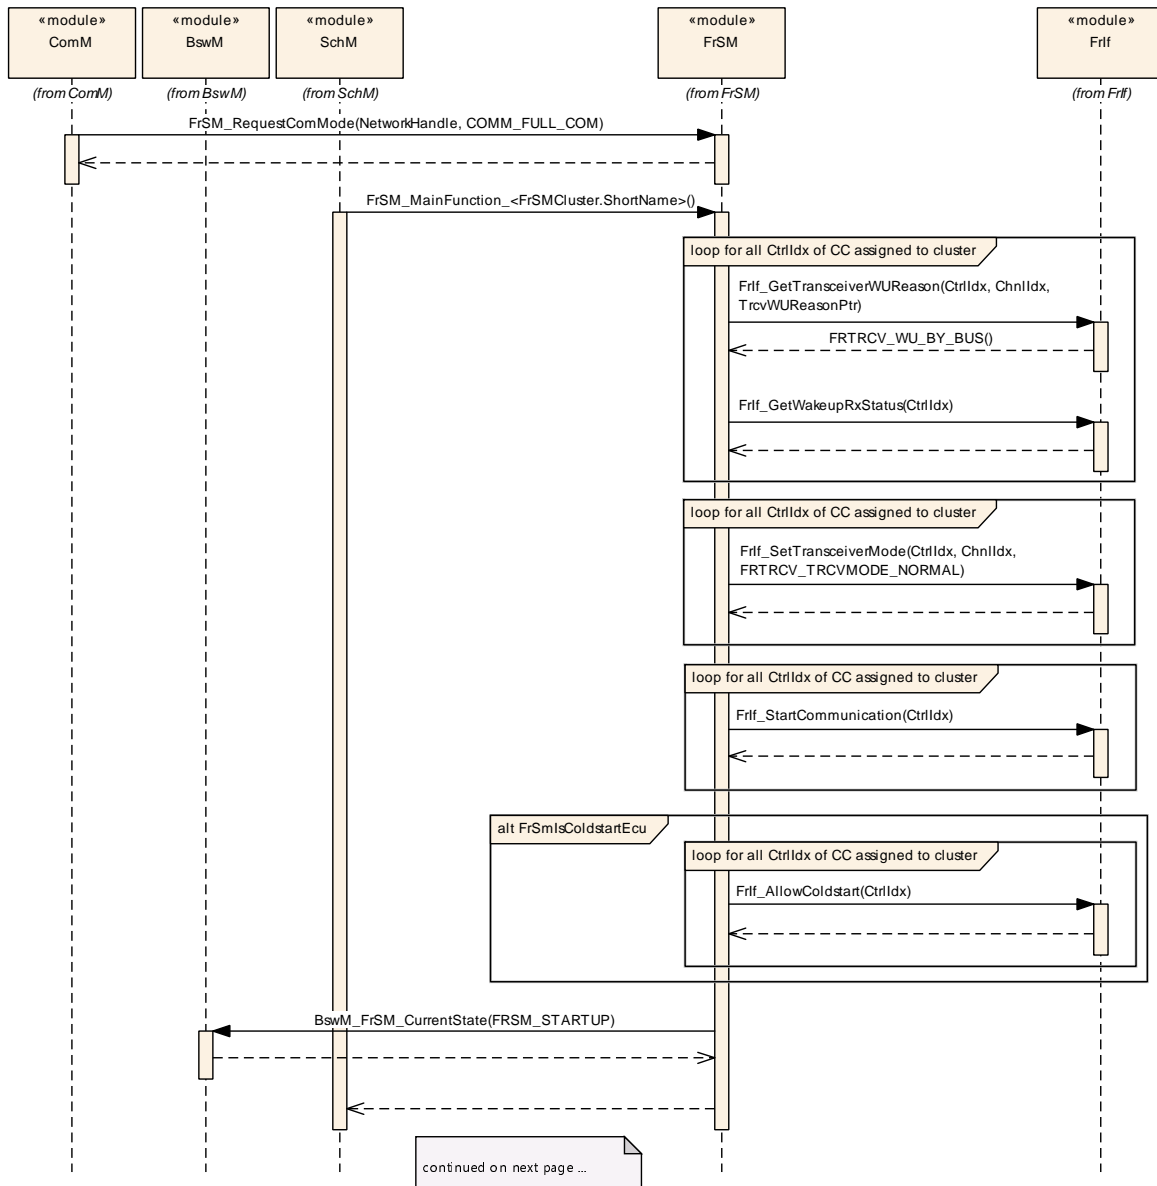 «module»
ComM
«module»
BswM
«module»
SchM
«module»
FrSM
«module»
FrIf
(from ComM)
(from BswM)
(from SchM)
(from FrSM)
(from FrIf)
FrSM_RequestComMode(NetworkHandle, COMM_FULL_COM)
FrSM_MainFunction_<FrSMCluster.ShortName>()
loop for all CtrlIdx of CC assigned to cluster
FrIf_GetTransceiverWUReason(CtrlIdx, ChnlIdx,
TrcvWUReasonPtr)
FRTRCV_WU_BY_BUS()
FrIf_GetWakeupRxStatus(CtrlIdx)
loop for all CtrlIdx of CC assigned to cluster
FrIf_SetTransceiverMode(CtrlIdx, ChnlIdx,
FRTRCV_TRCVMODE_NORMAL)
loop for all CtrlIdx of CC assigned to cluster
FrIf_StartCommunication(CtrlIdx)
alt FrSmIsColdstartEcu
loop for all CtrlIdx of CC assigned to cluster
FrIf_AllowColdstart(CtrlIdx)
BswM_FrSM_CurrentState(FRSM_STARTUP)
continued on next page ...